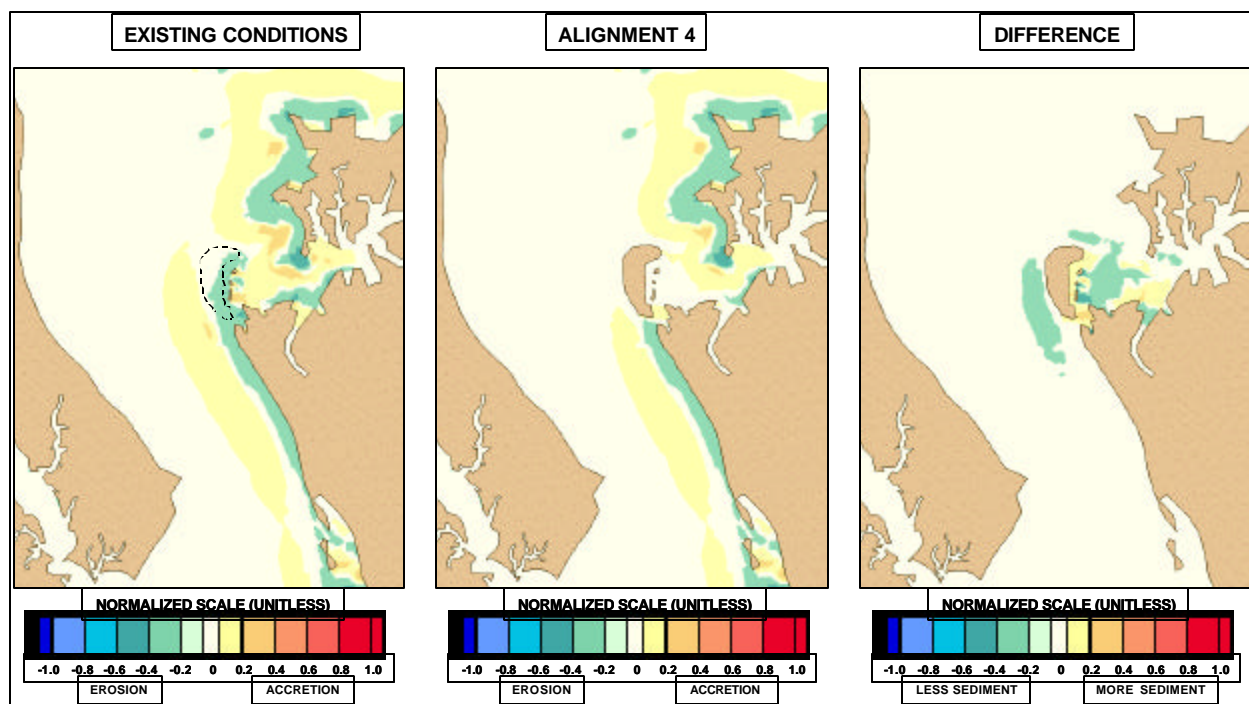 EXISTING CONDITIONS
ALIGNMENT 4
DIFFERENCE
NORMALIZED SCALE (UNITLESS)
-1.0 -0.8 -0.6 -0.4 -0.2 0 0.2 0.4 0.6 0.8 1.0
EROSION ACCRETION
NORMALIZED SCALE (UNITLESS)
-1.0 -0.8 -0.6 -0.4 -0.2 0 0.2 0.4 0.6 0.8 1.0
EROSION ACCRETION
NORMALIZED SCALE (UNITLESS)
-1.0 -0.8 -0.6 -0.4 -0.2 0 0.2 0.4 0.6 0.8 1.0
LESS SEDIMENT MORE SEDIMENT